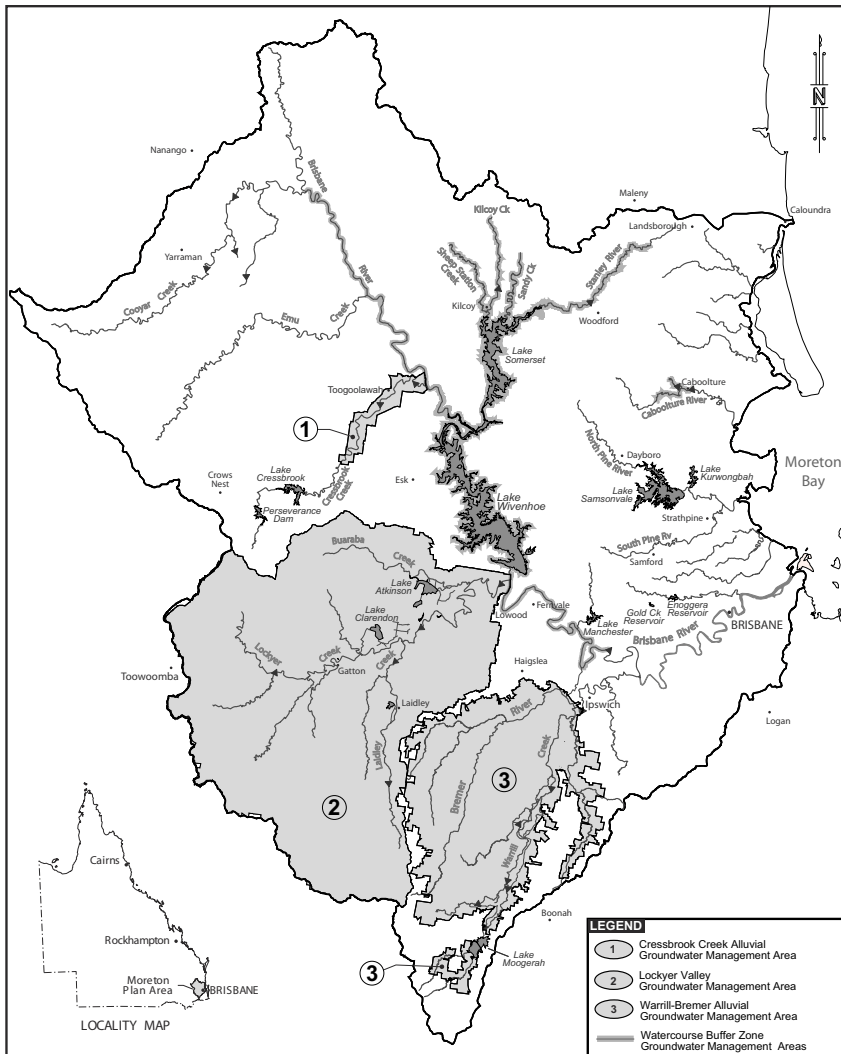 N
Nanango
Brisbane
River
Maleny
Caloundra
Kilcoy Ck
Landsborough
Yarraman
Sheep Station
Creek
Sandy Ck
Stanley River
Cooyar Creek
Kilcoy
Woodford
Emu Creek
Lake
Somerset
Toogoolawah
Caboolture
Caboolture River
1
North Pine River
Dayboro
Lake
Kurwongbah
Moreton
Bay
Crows
Nest
Lake
Cressbrook
Cressbrook
Creek
Esk
Lake
Samsonvale
Perseverance
Dam
Lake
Wivenhoe
Strathpine
South Pine Rv
Samford
Buaraba
Creek
Lake
Atkinson
Lowood
Fernvale
Gold Ck
Reservoir
Enoggera
Reservoir
BRISBANE
Lake
Clarendon
Lake
Manchester
Brisbane River
Lockyer
Creek
Creek
Toowoomba
Gatton
Haigslea
Laidley
Ipswich
Logan
River
Laidley
Bremer
Creek
3
2
Warrill
Cairns
Boonah
Rockhampton
3
Lake
Moogerah
Moreton
Plan Area
BRISBANE
LOCALITY MAP
LEGEND
1 Cressbrook Creek Alluvial
Groundwater Management Area
2 Lockyer Valley
Groundwater Management Area
3 Warrill-Bremer Alluvial
Groundwater Management Area
Watercourse Buffer Zone
Groundwater Management Areas